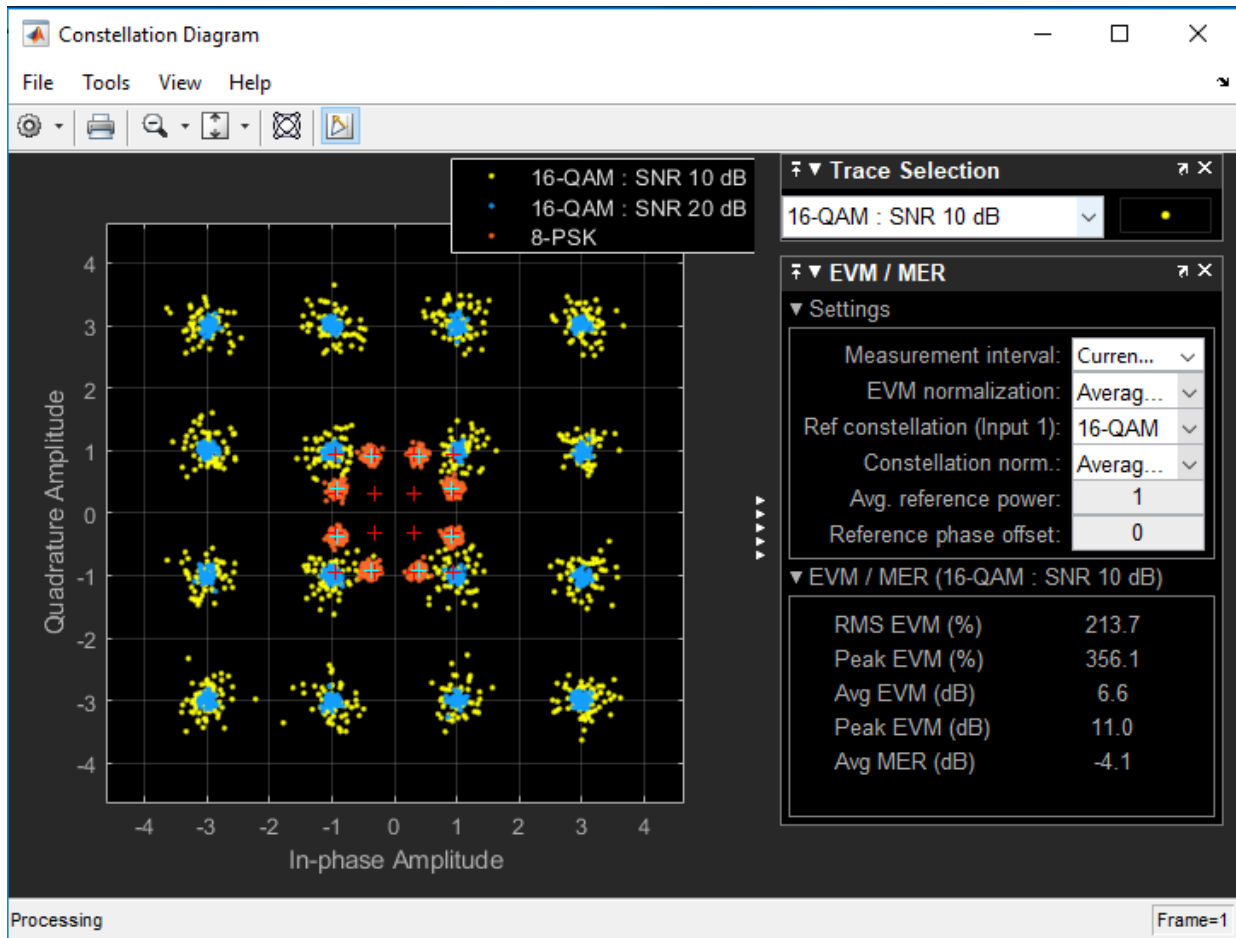 Constellation Diagram
File Tools View Help
16-QAM : SNR 10 dB
16-QAM : SNR 20 dB
8-PSK
4
3
2
1
0
-1
-2
-3
-4
Quadrature Amplitude
-4 -3 -2 -1 0 1 2 3 4
In-phase Amplitude
Trace Selection
16-QAM : SNR 10 dB
EVM / MER
Settings
Measurement interval: Curren...
EVM normalization: Averag...
Ref constellation (Input 1): 16-QAM
Constellation norm.: Averag...
Avg. reference power: 1
Reference phase offset: 0
EVM / MER (16-QAM : SNR 10 dB)
RMS EVM (%) 213.7
Peak EVM (%) 356.1
Avg EVM (dB) 6.6
Peak EVM (dB) 11.0
Avg MER (dB) -4.1
Processing
Frame=1